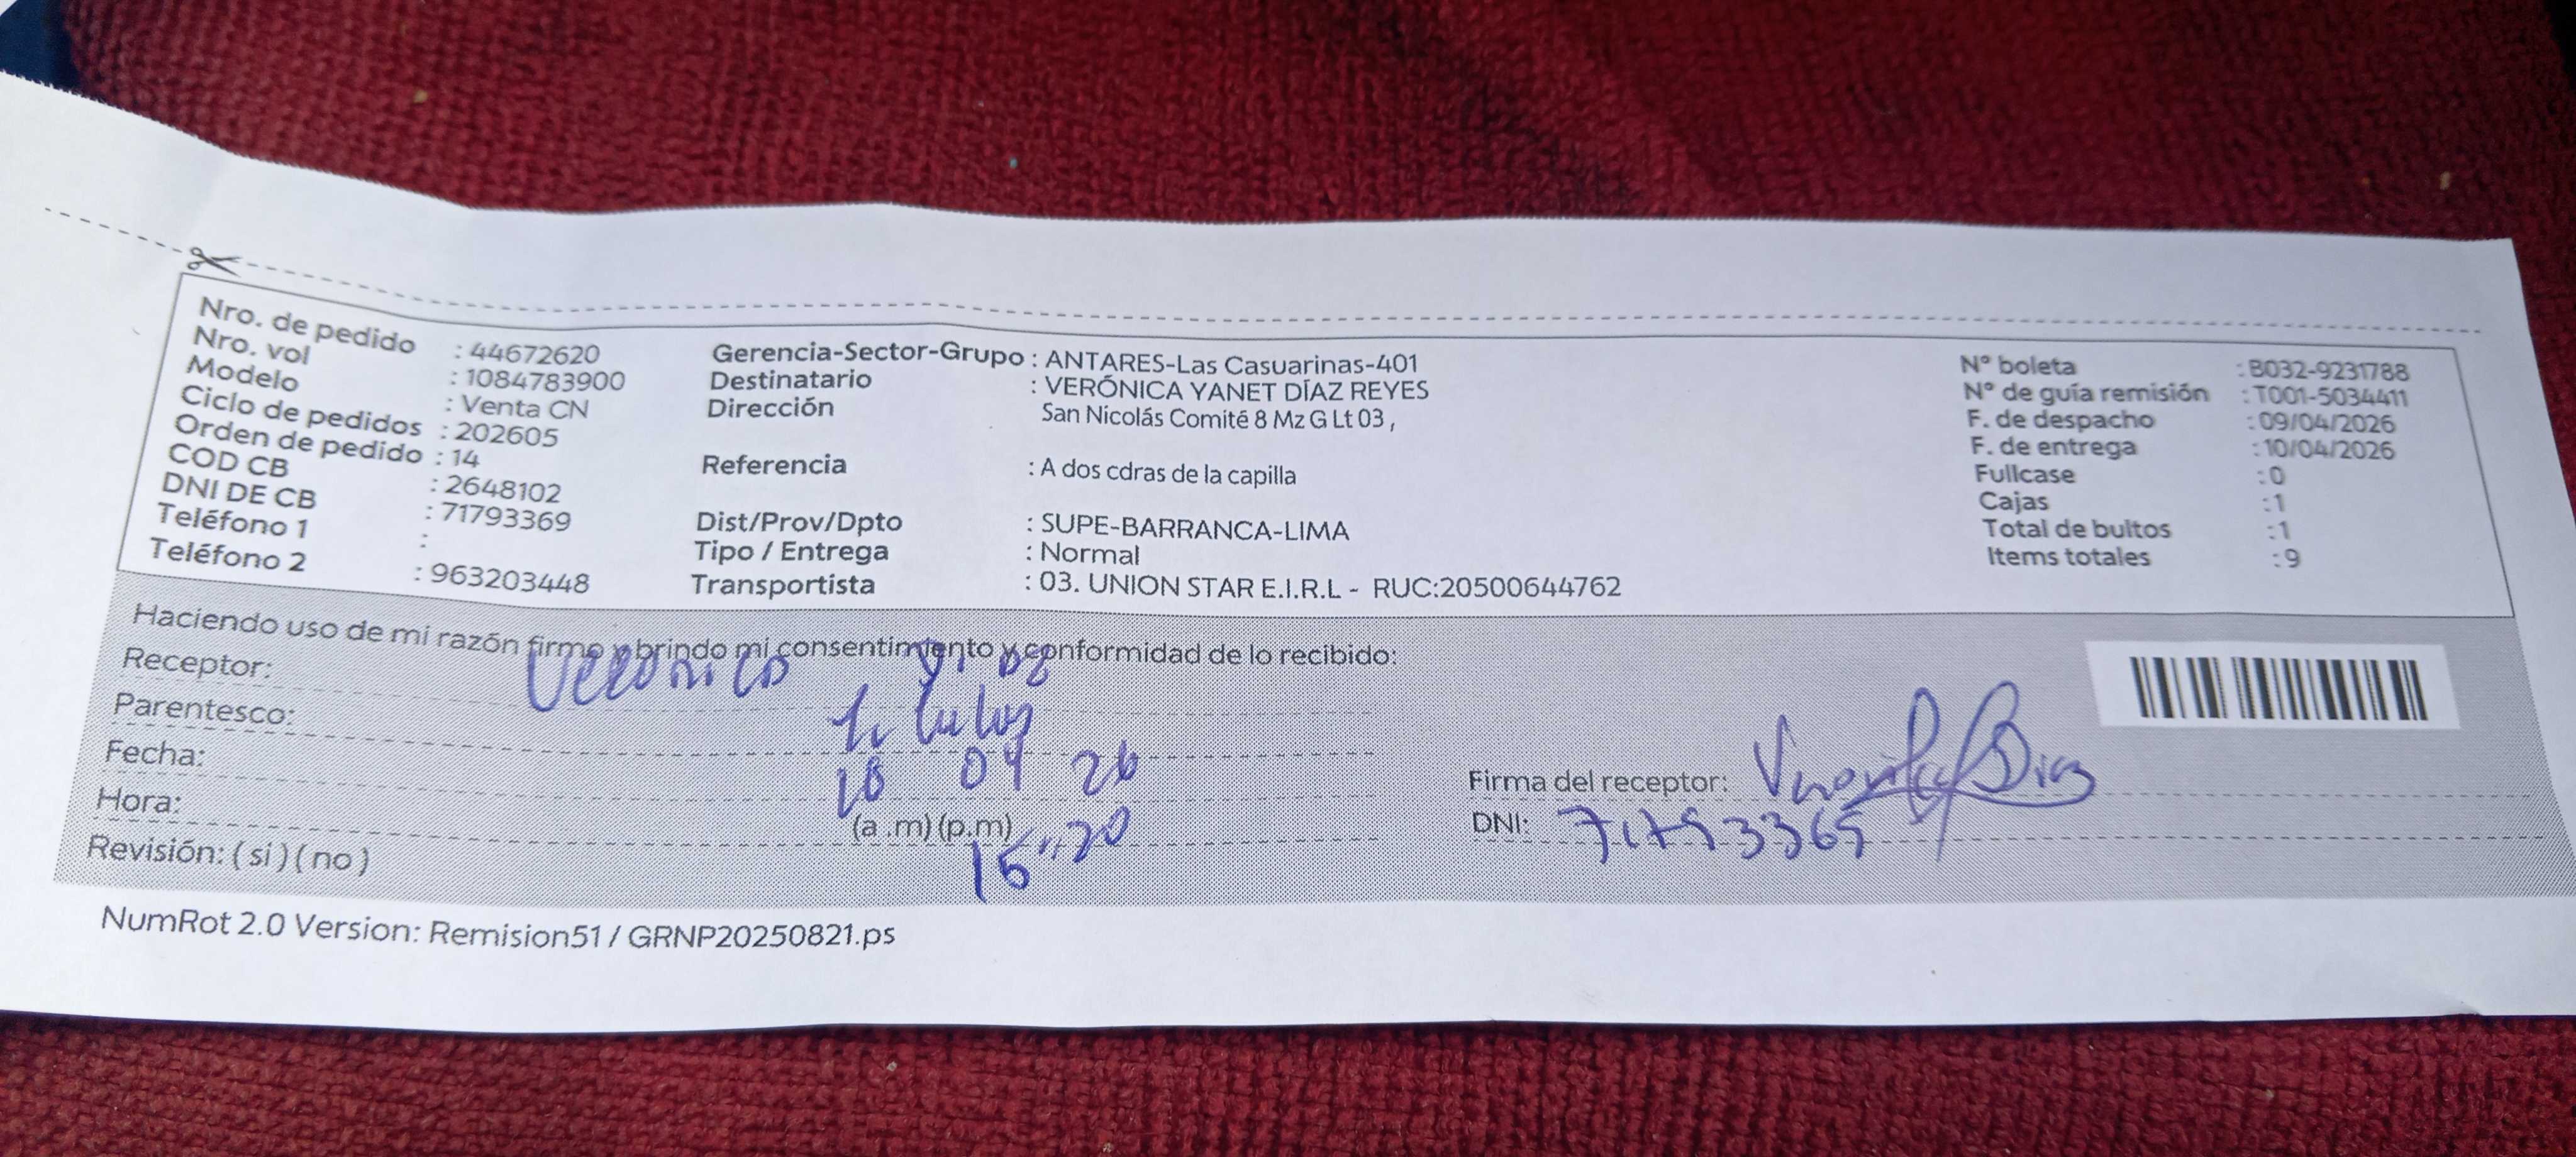 Nro. de pedido : 44672620
Nro. vol : 1084783900
Modelo : Venta CN
Ciclo de pedidos : 202605
Orden de pedido : 14
COD CB : 2648102
DNI DE CB : 71793369
Teléfono 1 :
Teléfono 2 : 963203448
Gerencia-Sector-Grupo : ANTARES-Las Casuarinas-401
Destinatario : VERÓNICA YANET DÍAZ REYES
Dirección San Nicolás Comité 8 Mz G Lt 03 ,
Referencia : A dos cdras de la capilla
Dist/Prov/Dpto : SUPE-BARRANCA-LIMA
Tipo / Entrega : Normal
Transportista : 03. UNION STAR E.I.R.L - RUC:20500644762
N° boleta : B032-9231788
N° de guía remisión : T001-5034411
F. de despacho : 09/04/2026
F. de entrega : 10/04/2026
Fullcase : 0
Cajas : 1
Total de bultos : 1
Items totales : 9
Haciendo uso de mi razón firmo y brindo mi consentimiento y conformidad de lo recibido:
Receptor: Veronica Diaz
Parentesco: Titular
Fecha: 10 04 26
Hora: (a .m) (p.m) 15"20
Revisión: ( si ) ( no )
Firma del receptor: Veronica Diaz
DNI: 71793369
NumRot 2.0 Version: Remision51 / GRNP20250821.ps